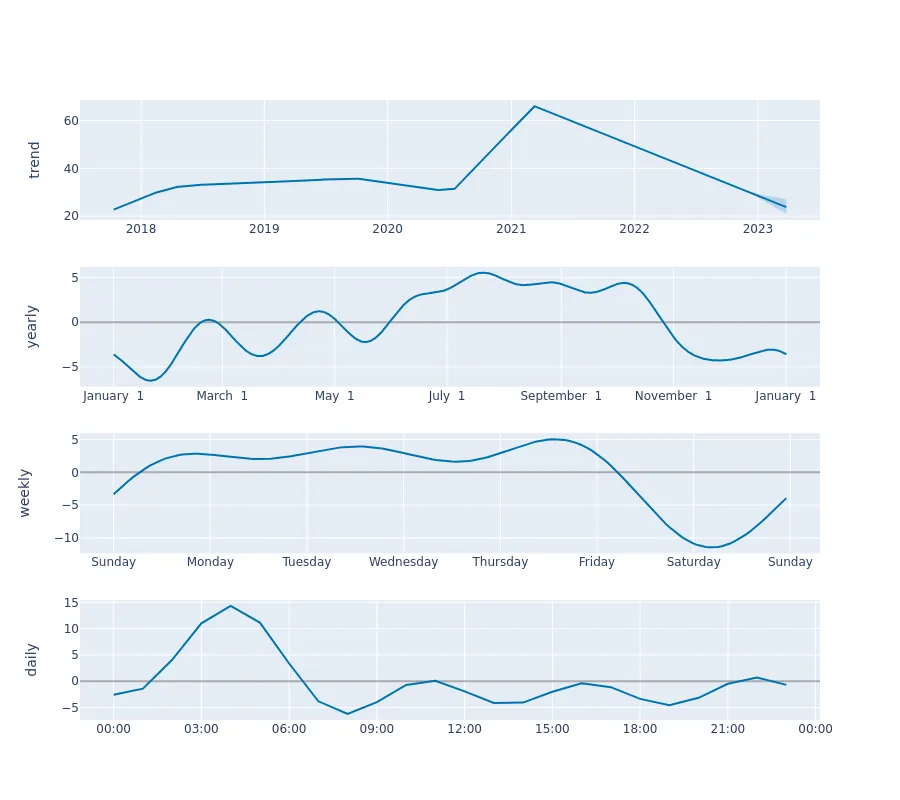 60
40
20
trend
2018 2019 2020 2021 2022 2023
5
0
−5
yearly
January 1 March 1 May 1 July 1 September 1 November 1 January 1
5
0
−5
−10
weekly
Sunday Monday Tuesday Wednesday Thursday Friday Saturday Sunday
15
10
5
0
−5
daily
00:00 03:00 06:00 09:00 12:00 15:00 18:00 21:00 00:00